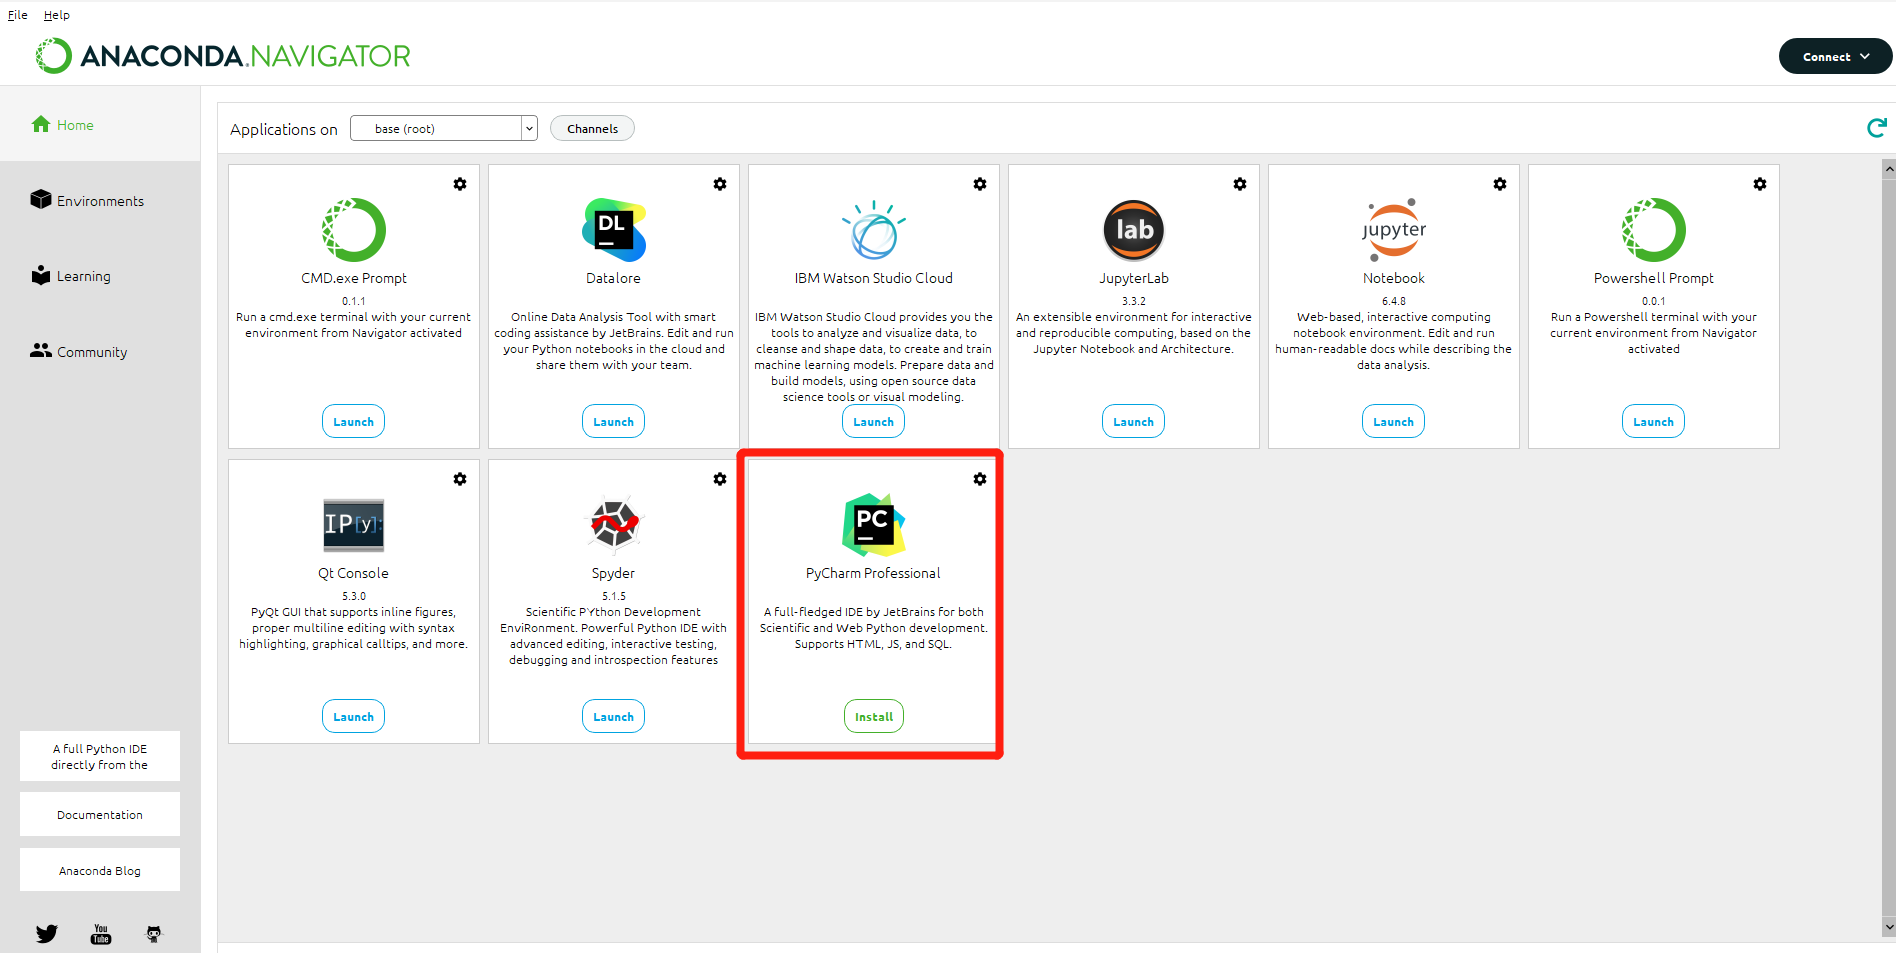 File Help
ANACONDA.NAVIGATOR
Connect
Home
Environments
Learning
Community
A full Python IDE
directly from the
Documentation
Anaconda Blog
You
Tube
Applications on base (root) Channels
CMD.exe Prompt
0.1.1
Run a cmd.exe terminal with your current
environment from Navigator activated
Launch
DL
Datalore
Online Data Analysis Tool with smart
coding assistance by JetBrains. Edit and run
your Python notebooks in the cloud and
share them with your team.
Launch
IBM Watson Studio Cloud
IBM Watson Studio Cloud provides you the
tools to analyze and visualize data, to
cleanse and shape data, to create and train
machine learning models. Prepare data and
build models, using open source data
science tools or visual modeling.
Launch
lab
JupyterLab
3.3.2
An extensible environment for interactive
and reproducible computing, based on the
Jupyter Notebook and Architecture.
Launch
jupyter
Notebook
6.4.8
Web-based, interactive computing
notebook environment. Edit and run
human-readable docs while describing the
data analysis.
Launch
Powershell Prompt
0.0.1
Run a Powershell terminal with your
current environment from Navigator
activated
Launch
IP[y]:
Qt Console
5.3.0
PyQt GUI that supports inline figures,
proper multiline editing with syntax
highlighting, graphical calltips, and more.
Launch
Spyder
5.1.5
Scientific PYthon Development
EnviRonment. Powerful Python IDE with
advanced editing, interactive testing,
debugging and introspection features
Launch
PC
PyCharm Professional
A full-fledged IDE by JetBrains for both
Scientific and Web Python development.
Supports HTML, JS, and SQL.
Install